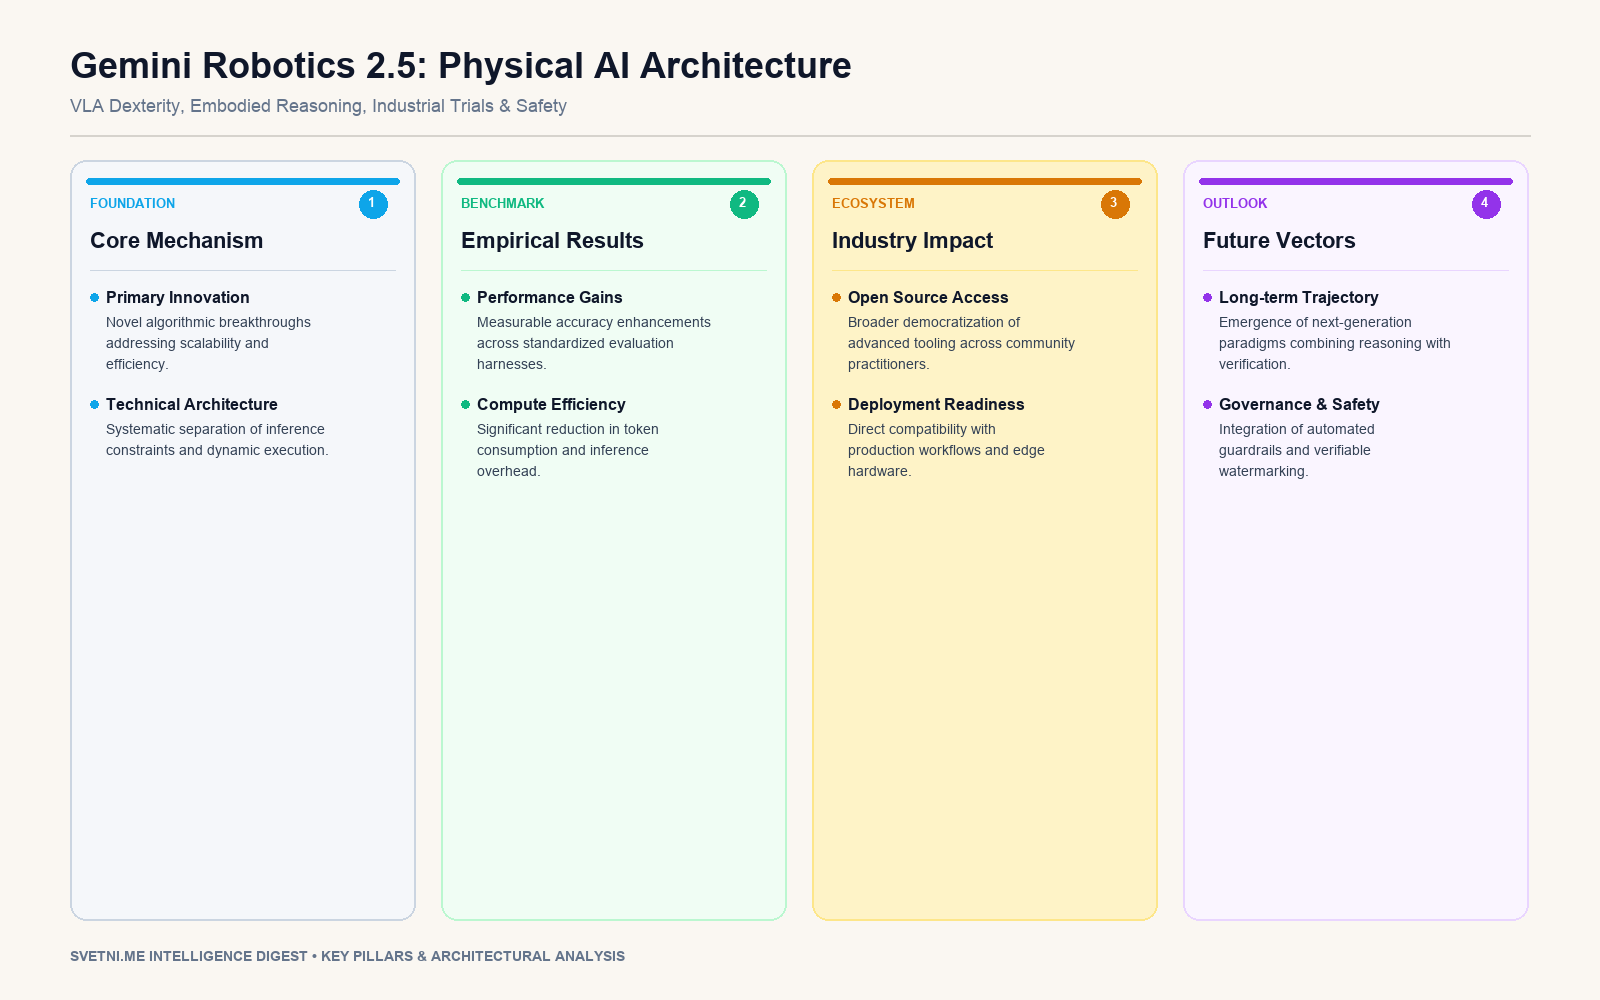 Gemini Robotics 2.5: Physical AI Architecture
VLA Dexterity, Embodied Reasoning, Industrial Trials & Safety
FOUNDATION
1
Core Mechanism
Primary Innovation
Novel algorithmic breakthroughs
addressing scalability and
efficiency.
Technical Architecture
Systematic separation of inference
constraints and dynamic execution.
BENCHMARK
2
Empirical Results
Performance Gains
Measurable accuracy enhancements
across standardized evaluation
harnesses.
Compute Efficiency
Significant reduction in token
consumption and inference
overhead.
ECOSYSTEM
3
Industry Impact
Open Source Access
Broader democratization of
advanced tooling across community
practitioners.
Deployment Readiness
Direct compatibility with
production workflows and edge
hardware.
OUTLOOK
4
Future Vectors
Long-term Trajectory
Emergence of next-generation
paradigms combining reasoning with
verification.
Governance & Safety
Integration of automated
guardrails and verifiable
watermarking.
SVETNI.ME INTELLIGENCE DIGEST • KEY PILLARS & ARCHITECTURAL ANALYSIS